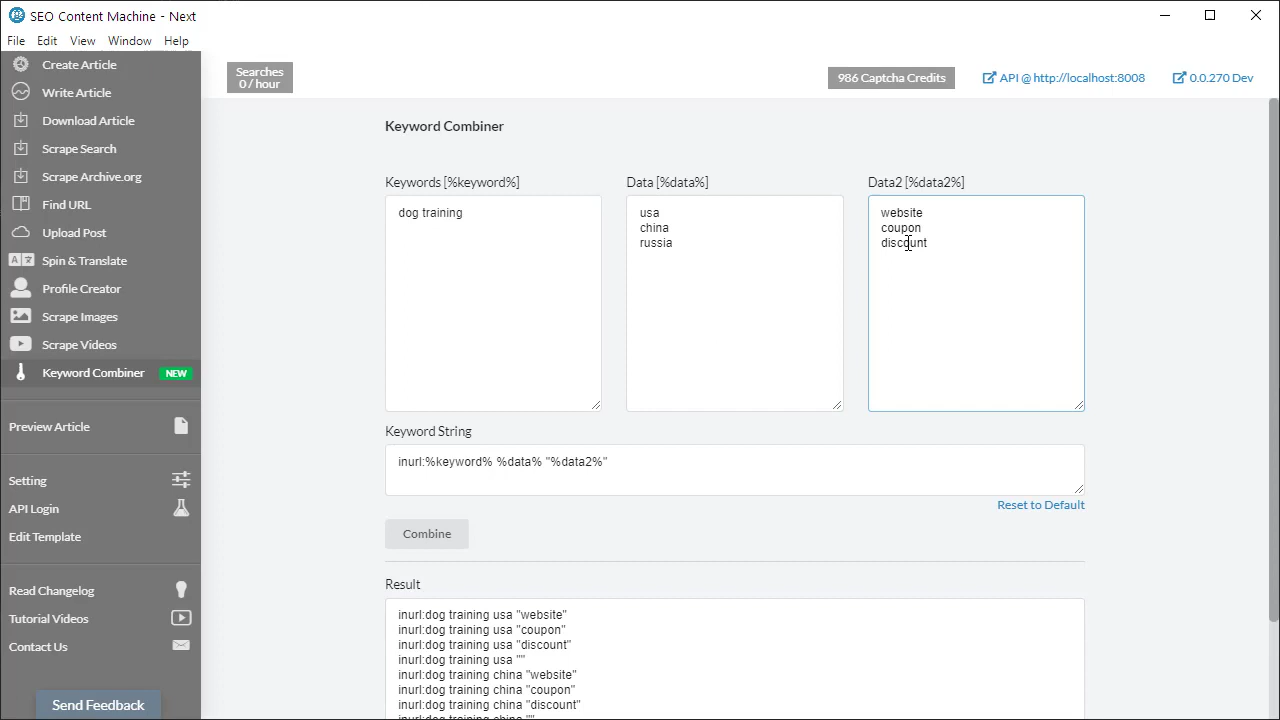 SEO Content Machine - Next
File Edit View Window Help
Create Article
Write Article
Download Article
Scrape Search
Scrape Archive.org
Find URL
Upload Post
Spin & Translate
Profile Creator
Scrape Images
Scrape Videos
Keyword Combiner NEW
Preview Article
Setting
API Login
Edit Template
Read Changelog
Tutorial Videos
Contact Us
Send Feedback
Searches
0 / hour
986 Captcha Credits
API @ http://localhost:8008
0.0.270 Dev
Keyword Combiner
Keywords [%keyword%]
dog training
Data [%data%]
usa
china
russia
Data2 [%data2%]
website
coupon
discount
Keyword String
inurl:%keyword% %data% "%data2%"
Reset to Default
Combine
Result
inurl:dog training usa "website"
inurl:dog training usa "coupon"
inurl:dog training usa "discount"
inurl:dog training usa ""
inurl:dog training china "website"
inurl:dog training china "coupon"
inurl:dog training china "discount"
inurl:dog training china ""